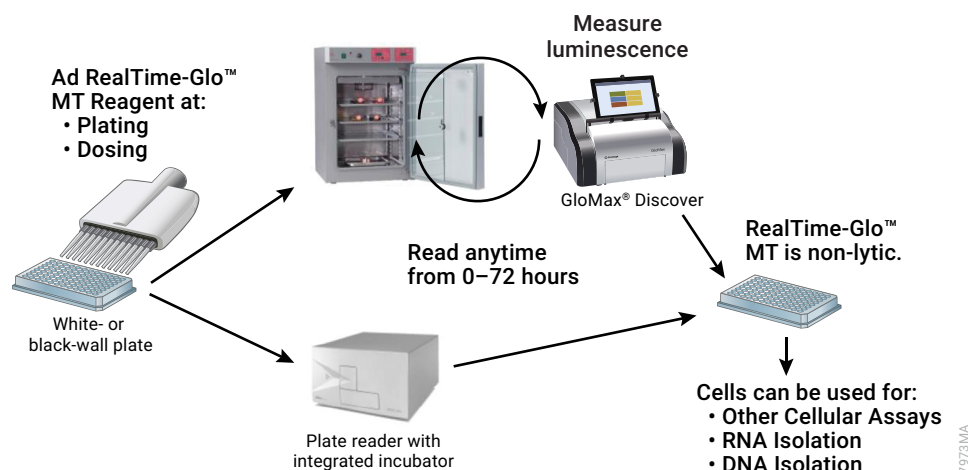 Ad RealTime-Glo™
MT Reagent at:
• Plating
• Dosing
White- or
black-wall plate
Measure
luminescence
GloMax® Discover
Read anytime
from 0–72 hours
Plate reader with
integrated incubator
RealTime-Glo™
MT is non-lytic.
Cells can be used for:
• Other Cellular Assays
• RNA Isolation
• DNA Isolation